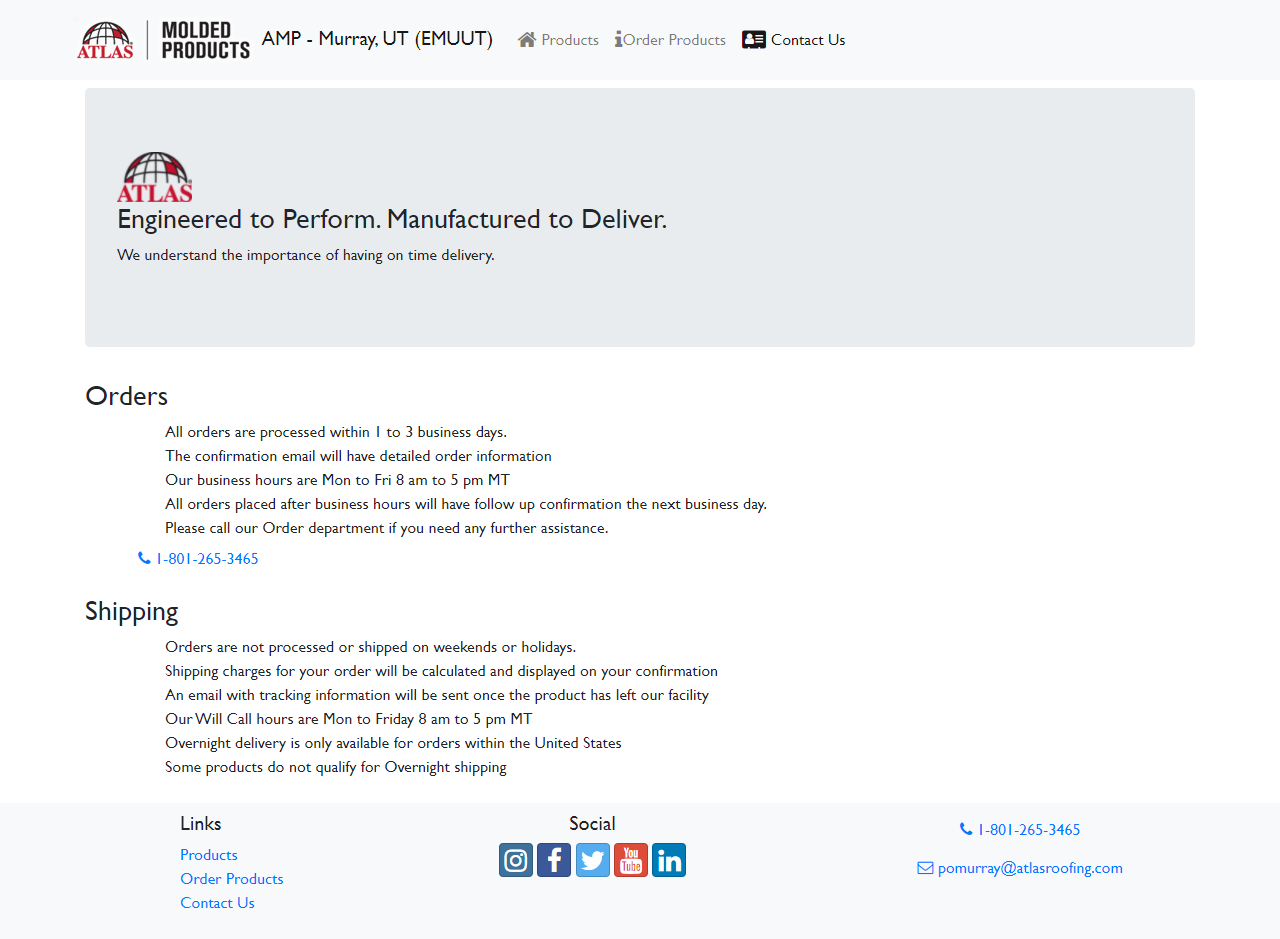 ATLAS
MOLDED
PRODUCTS
AMP - Murray, UT (EMUUT)
Products
Order Products
Contact Us
ATLAS
Engineered to Perform. Manufactured to Deliver.
We understand the importance of having on time delivery.
Orders
All orders are processed within 1 to 3 business days.
The confirmation email will have detailed order information
Our business hours are Mon to Fri 8 am to 5 pm MT
All orders placed after business hours will have follow up confirmation the next business day.
Please call our Order department if you need any further assistance.
1-801-265-3465
Shipping
Orders are not processed or shipped on weekends or holidays.
Shipping charges for your order will be calculated and displayed on your confirmation
An email with tracking information will be sent once the product has left our facility
Our Will Call hours are Mon to Friday 8 am to 5 pm MT
Overnight delivery is only available for orders within the United States
Some products do not qualify for Overnight shipping
Links
Products
Order Products
Contact Us
Social
You
Tube
in
1-801-265-3465
pomurray@atlasroofing.com